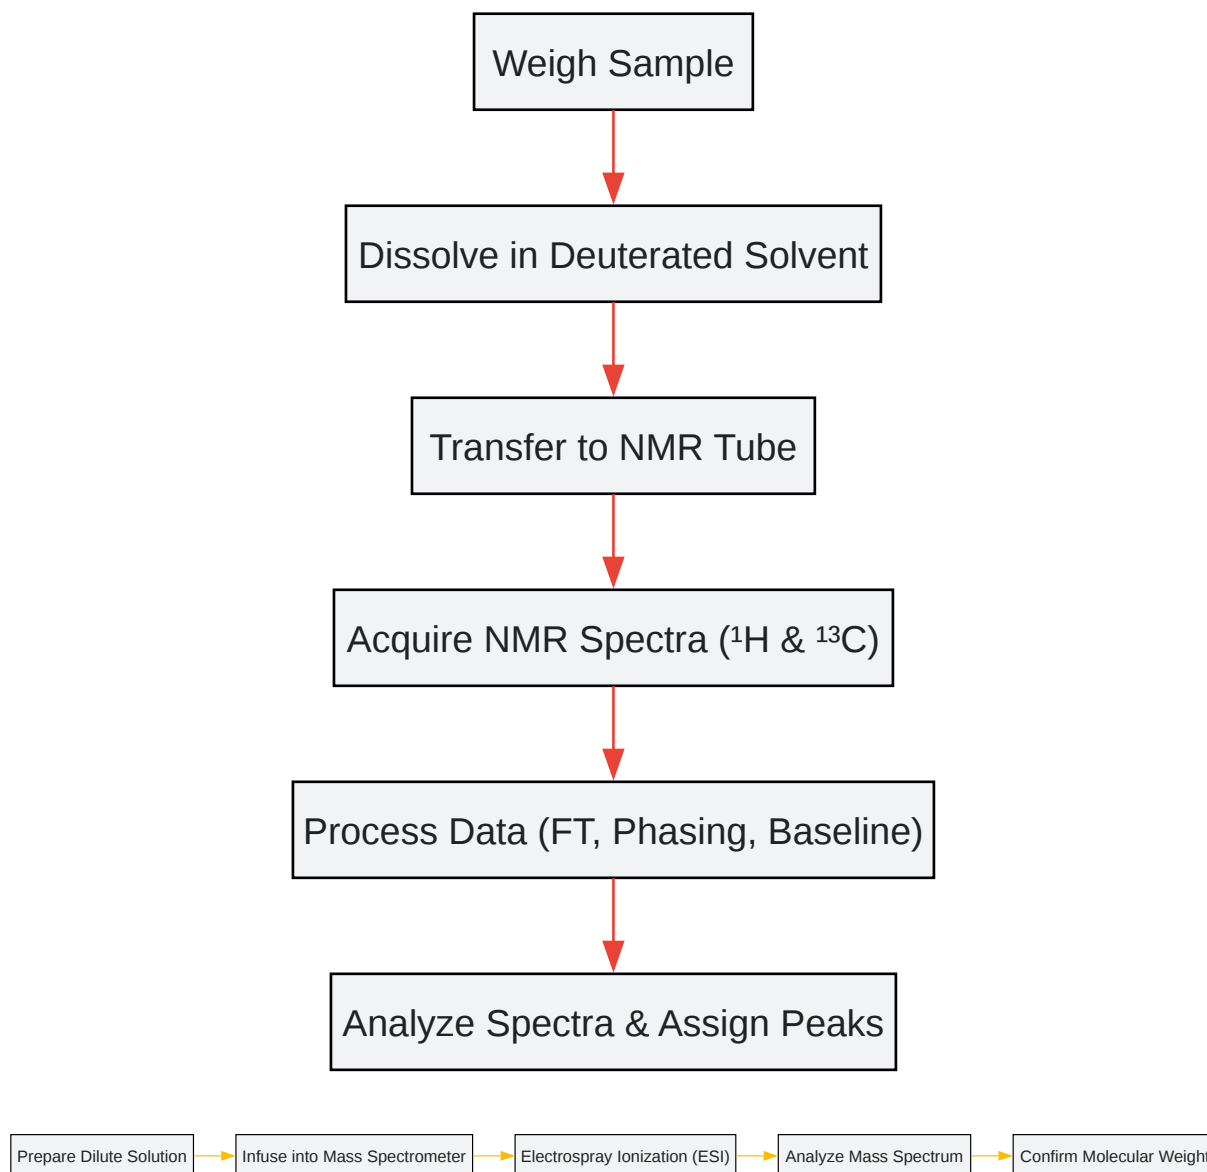 Weigh Sample
Dissolve in Deuterated Solvent
Transfer to NMR Tube
Acquire NMR Spectra (¹H & ¹³C)
Process Data (FT, Phasing, Baseline)
Analyze Spectra & Assign Peaks
Prepare Dilute Solution
Infuse into Mass Spectrometer
Electrospray Ionization (ESI)
Analyze Mass Spectrum
Confirm Molecular Weight